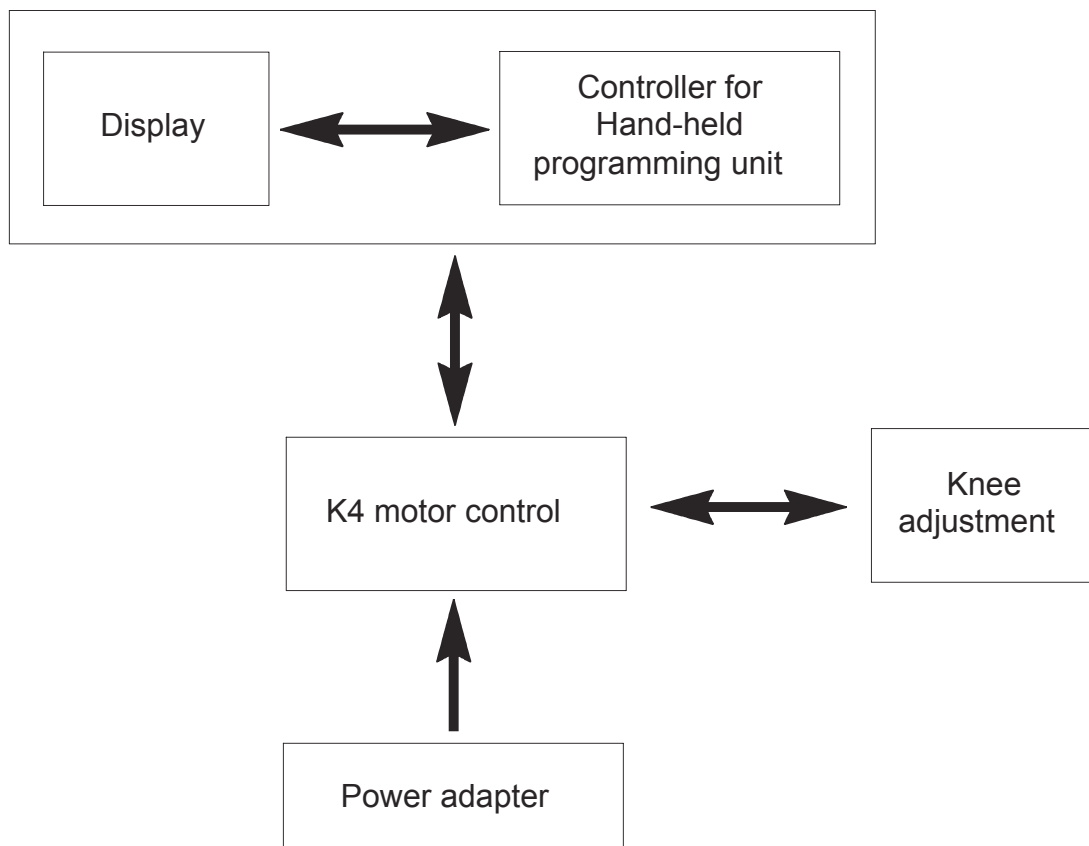 Display
Controller for
Hand-held
programming unit
K4 motor control
Knee
adjustment
Power adapter